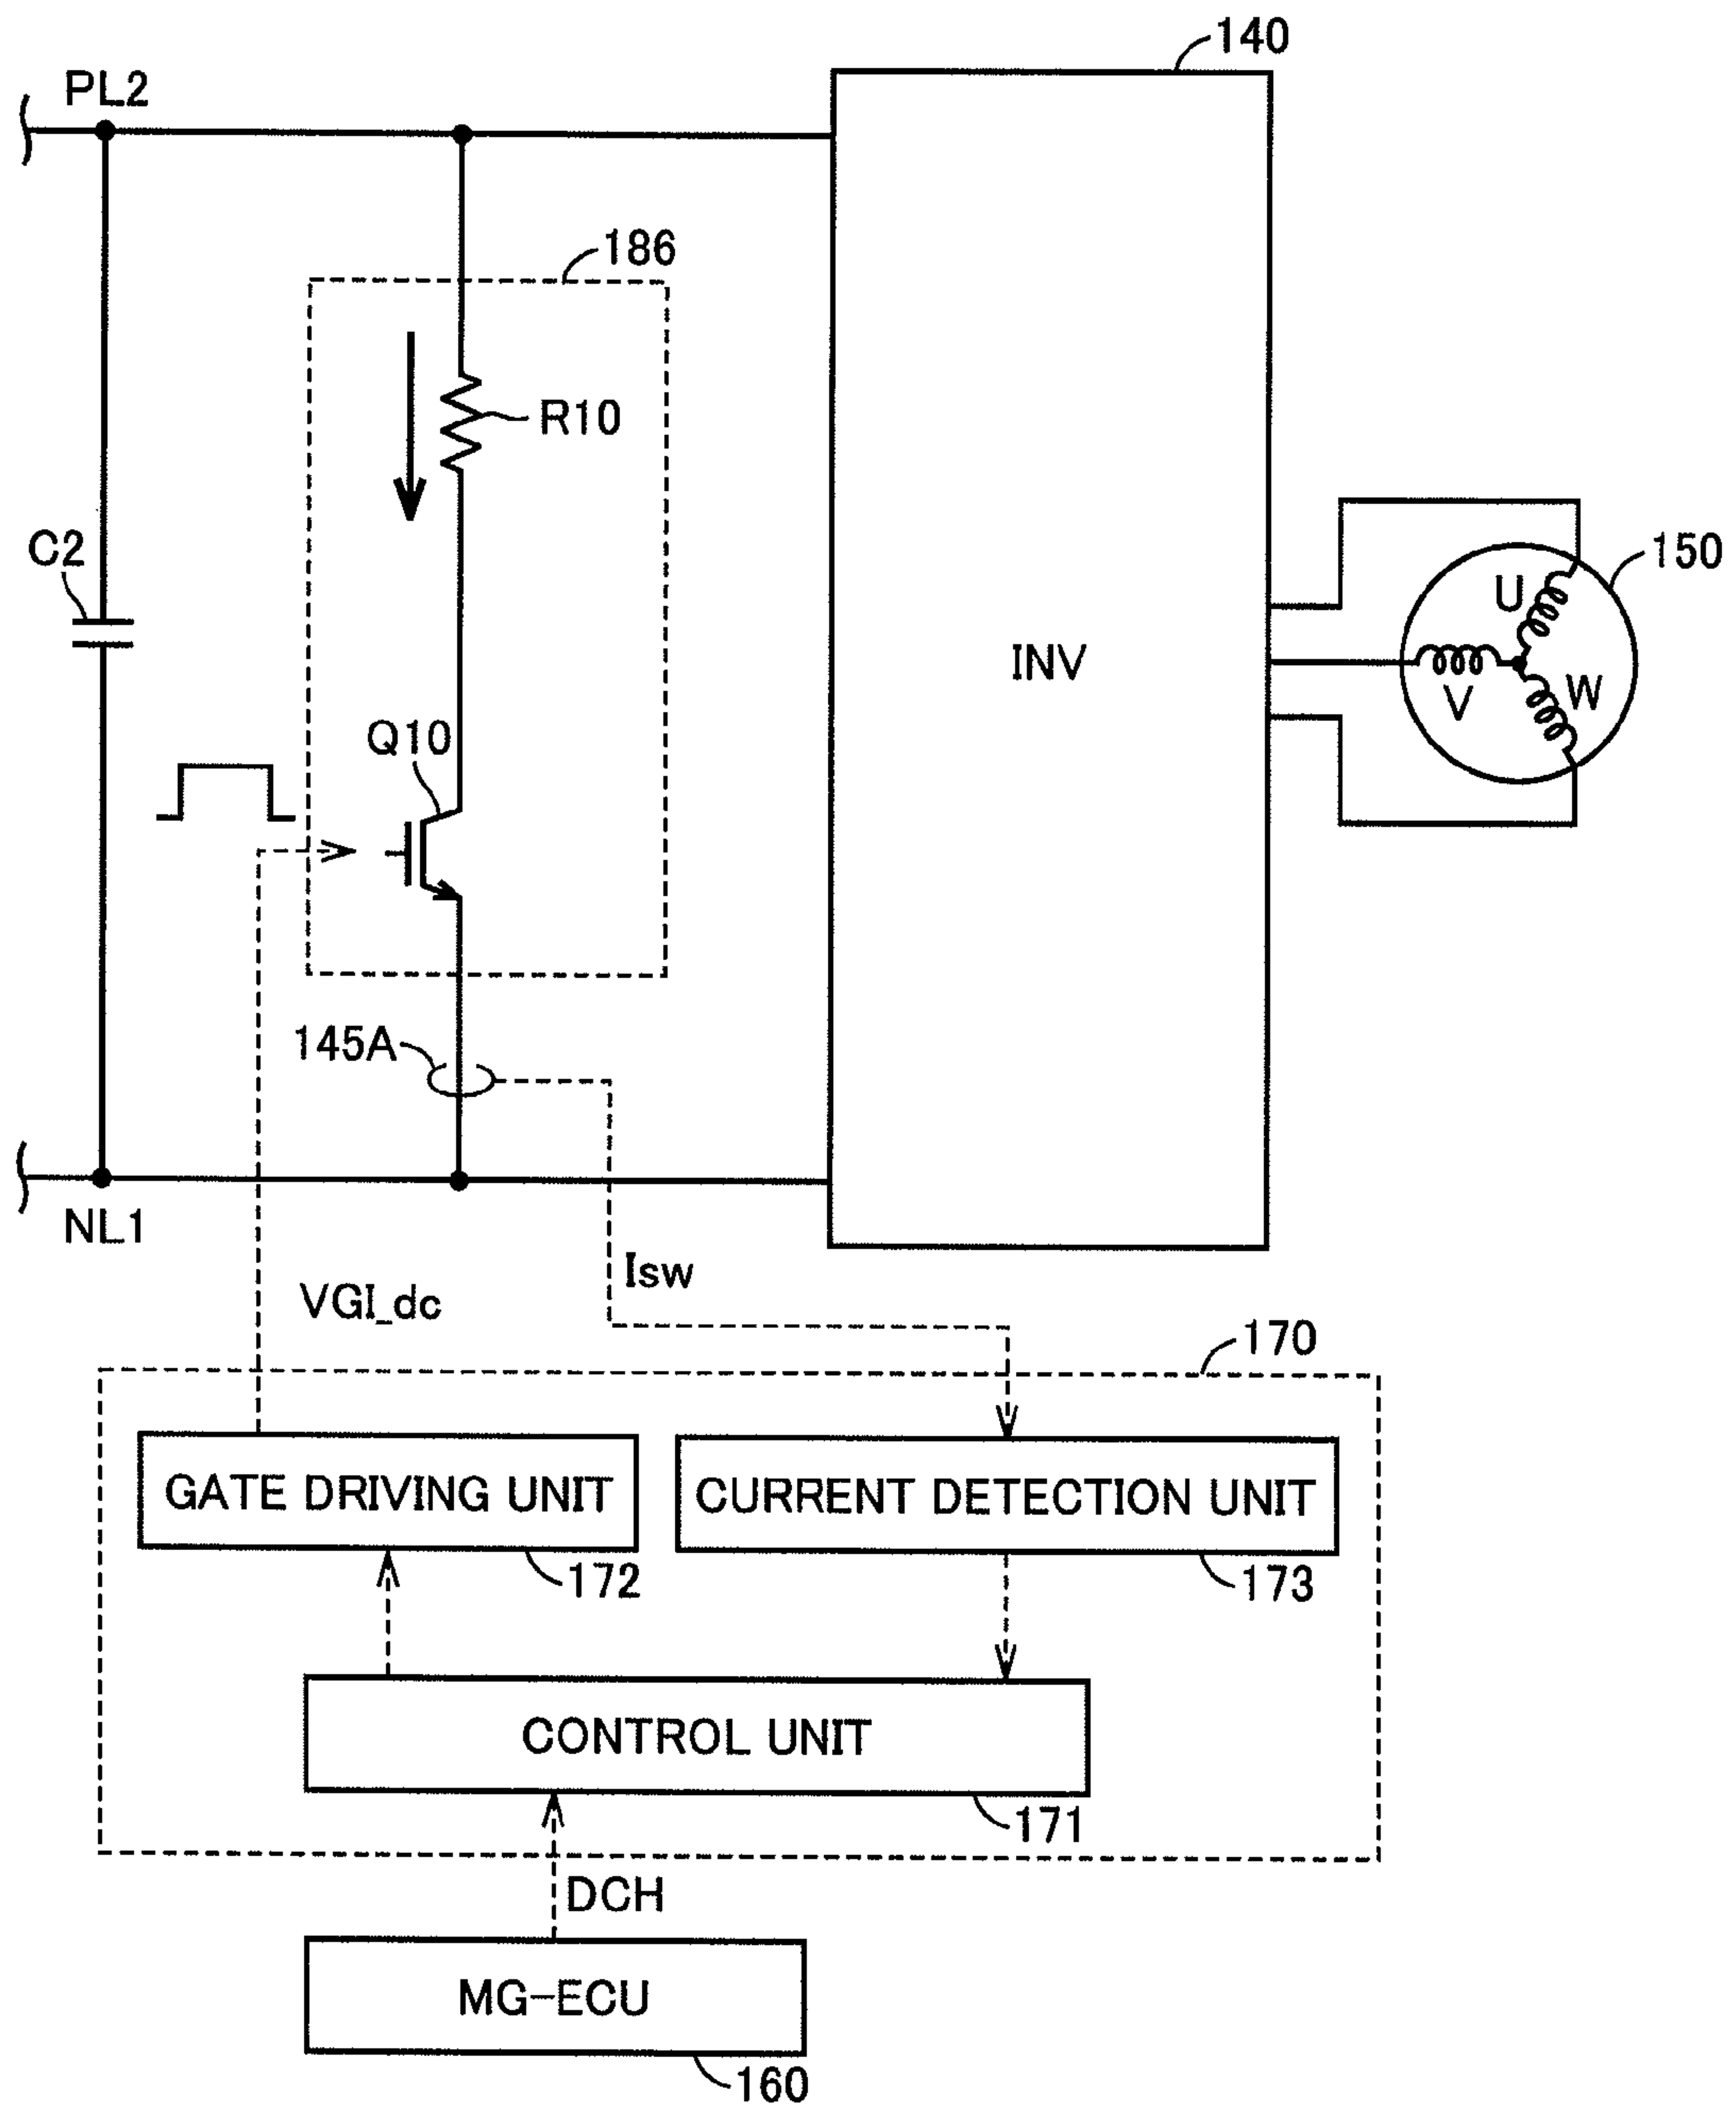 140
PL2
186
R10
C2
150
U
INV
V
W
Q10
145A
NL1
Isw
VGI_dc
170
GATE DRIVING UNIT
CURRENT DETECTION UNIT
172
173
CONTROL UNIT
171
DCH
MG-ECU
160